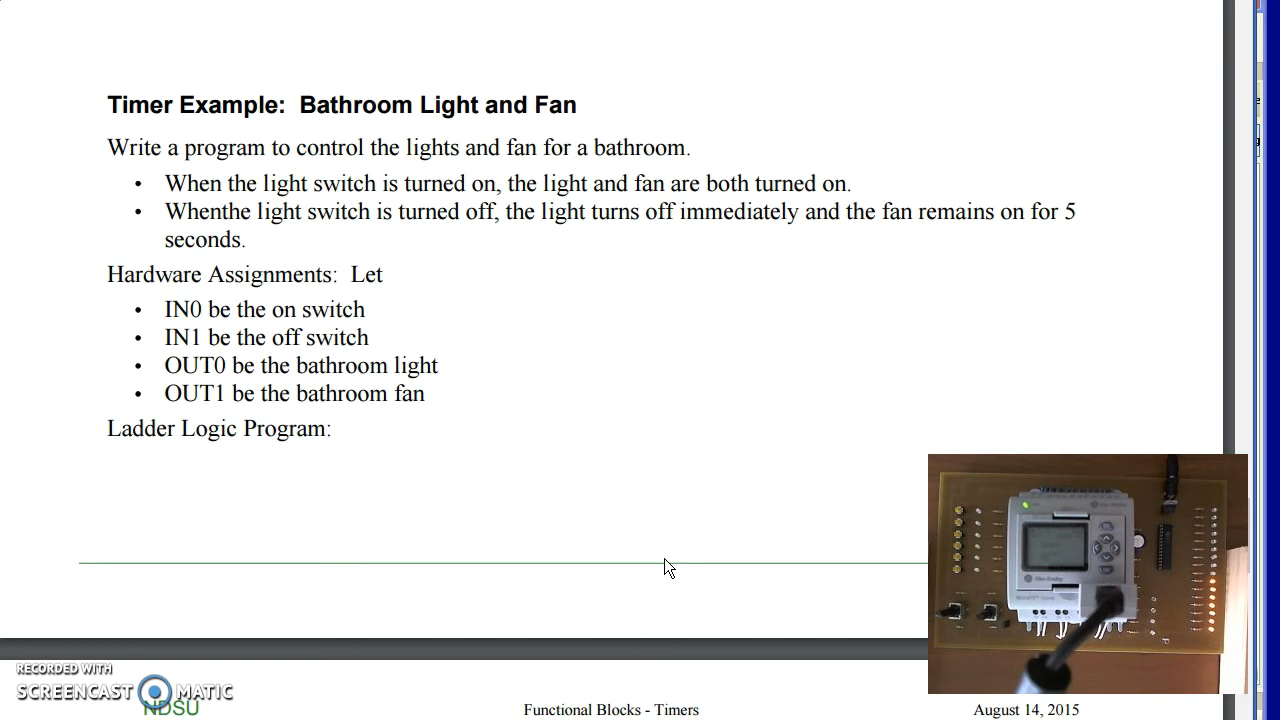 Timer Example: Bathroom Light and Fan
Write a program to control the lights and fan for a bathroom.
• When the light switch is turned on, the light and fan are both turned on.
• Whenthe light switch is turned off, the light turns off immediately and the fan remains on for 5
seconds.
Hardware Assignments: Let
• IN0 be the on switch
• IN1 be the off switch
• OUT0 be the bathroom light
• OUT1 be the bathroom fan
Ladder Logic Program:
RECORDED WITH
SCREENCAST MATIC
NDSU
Functional Blocks - Timers
August 14, 2015